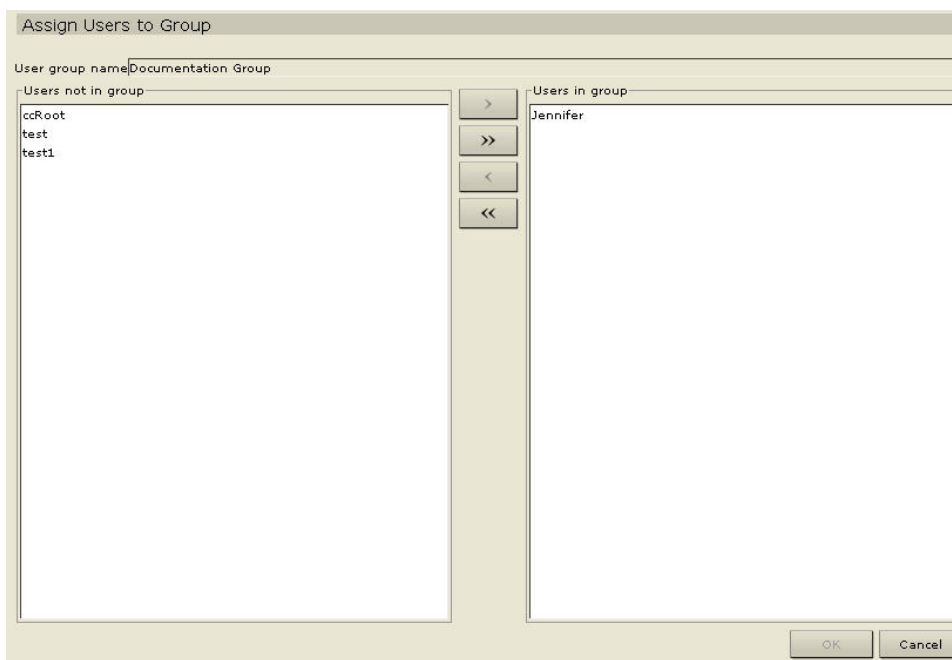 Assign Users to Group
User group name Documentation Group
Users not in group
ccRoot
test
test1
>
>>
<
<<
Users in group
Jennifer
OK
Cancel